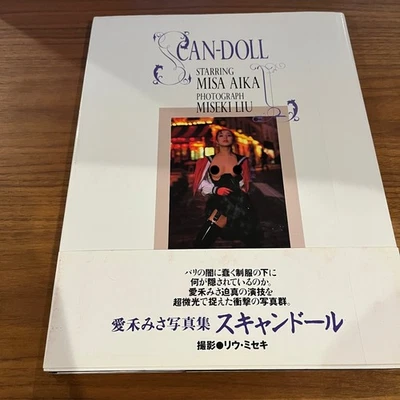 SCAN-DOLL
STARRING
MISA AIKA
PHOTOGRAPH
MISEKI LIU
パリの闇に蠢く制服の下に
何が隠されているのか。
愛禾みさ迫真の演技を
超微光で捉えた衝撃の写真群。
愛禾みさ写真集 スキャンドール
撮影●リウ・ミセキ